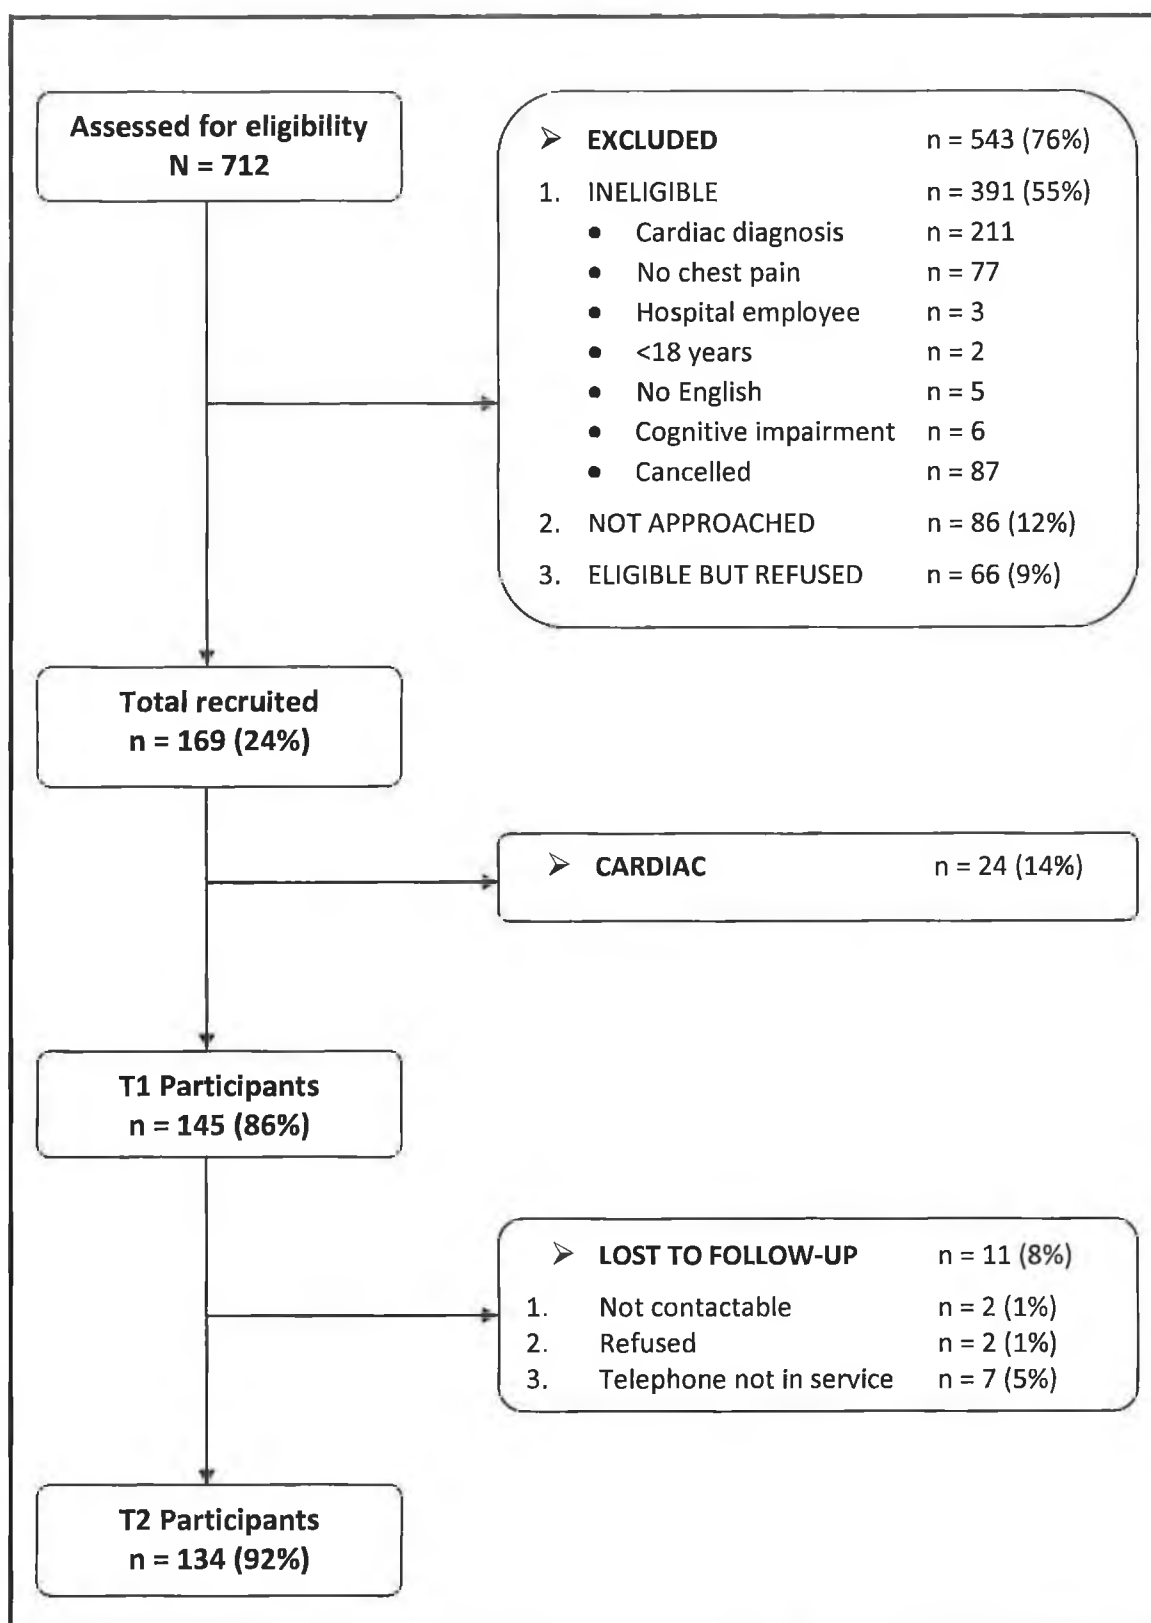 Assessed for eligibility
N = 712
➢ EXCLUDED n = 543 (76%)
1. INELIGIBLE n = 391 (55%)
• Cardiac diagnosis n = 211
• No chest pain n = 77
• Hospital employee n = 3
• <18 years n = 2
• No English n = 5
• Cognitive impairment n = 6
• Cancelled n = 87
2. NOT APPROACHED n = 86 (12%)
3. ELIGIBLE BUT REFUSED n = 66 (9%)
Total recruited
n = 169 (24%)
➢ CARDIAC n = 24 (14%)
T1 Participants
n = 145 (86%)
➢ LOST TO FOLLOW-UP n = 11 (8%)
1. Not contactable n = 2 (1%)
2. Refused n = 2 (1%)
3. Telephone not in service n = 7 (5%)
T2 Participants
n = 134 (92%)